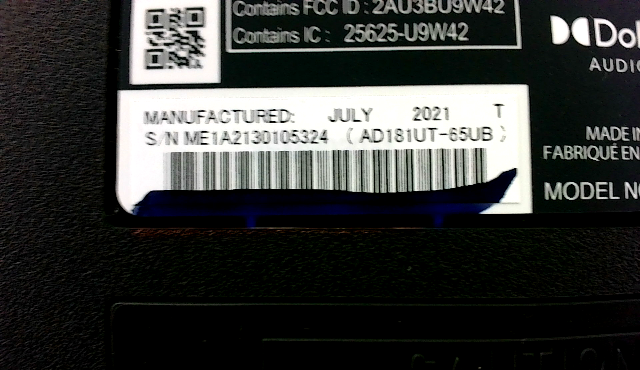 Contains FCC ID : 2AU3BU9W42
Contains IC : 25625-U9W42
AUDIO
MANUFACTURED: JULY 2021 T
S/N ME1A2130105324 ( AD181UT-65UB )
MADE IN
FABRIQUÉ EN
MODEL NO